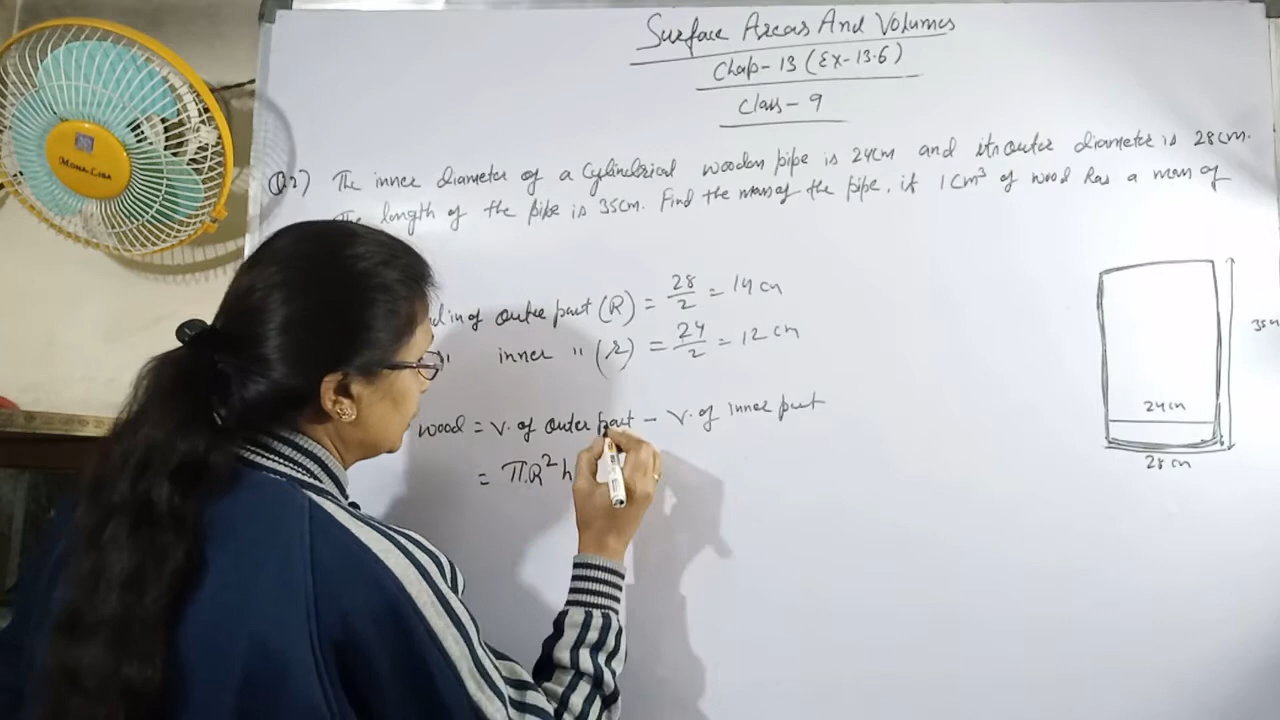 Surface Areas And Volumes
Chap-13 (Ex-13.6)
Class-9
Q2) The inner diameter of a Cylindrical wooden pipe is 24cm and its outer diameter is 28cm.
The length of the pipe is 35cm. Find the mass of the pipe, if 1cm³ of wood has a mass of
outer part (R) = 28/2 = 14 cm
" inner " (r) = 24/2 = 12 cm
wood = V. of outer part - V. of inner part
= πR²h
24cm
28cm
MONA-LISA